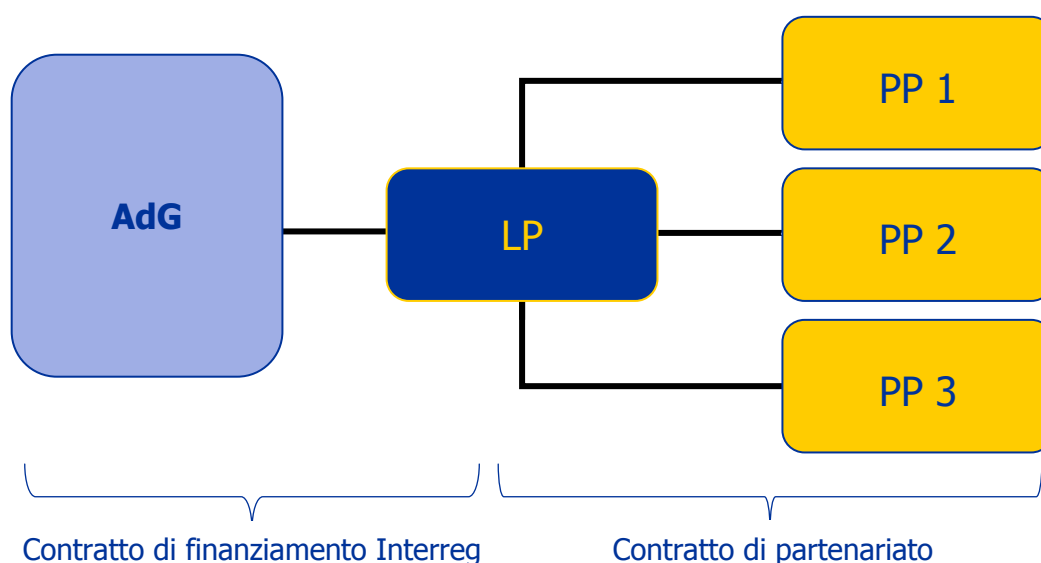 PP 1
AdG
LP
PP 2
PP 3
Contratto di finanziamento Interreg
Contratto di partenariato